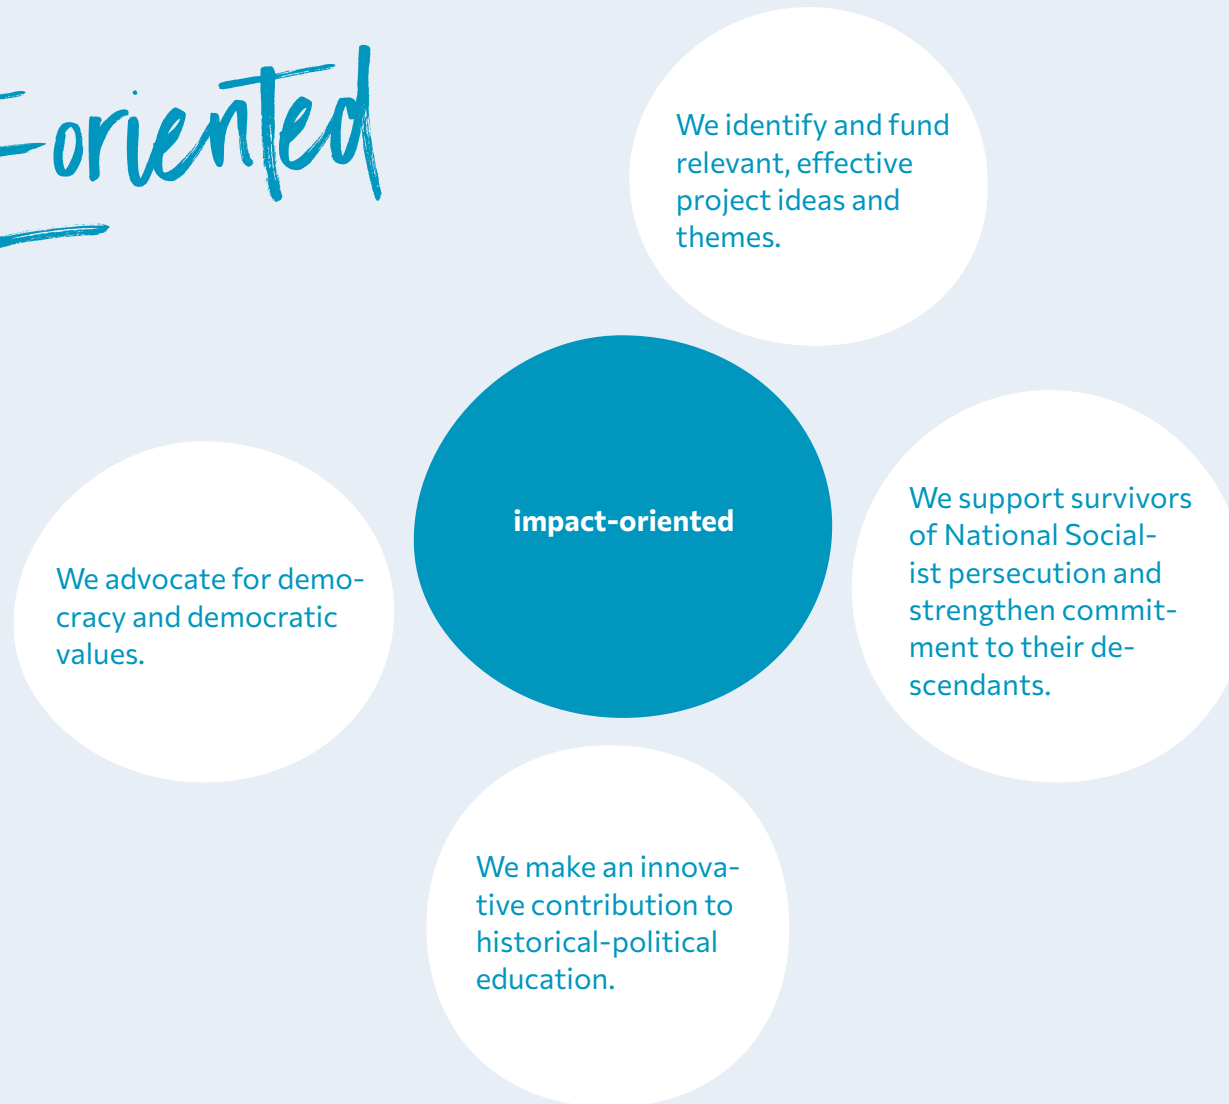 -oriented
We identify and fund
relevant, effective
project ideas and
themes.
impact-oriented
We support survivors
of National Social-
ist persecution and
strengthen commit-
ment to their de-
scendants.
We advocate for demo-
cracy and democratic
values.
We make an innova-
tive contribution to
historical-political
education.